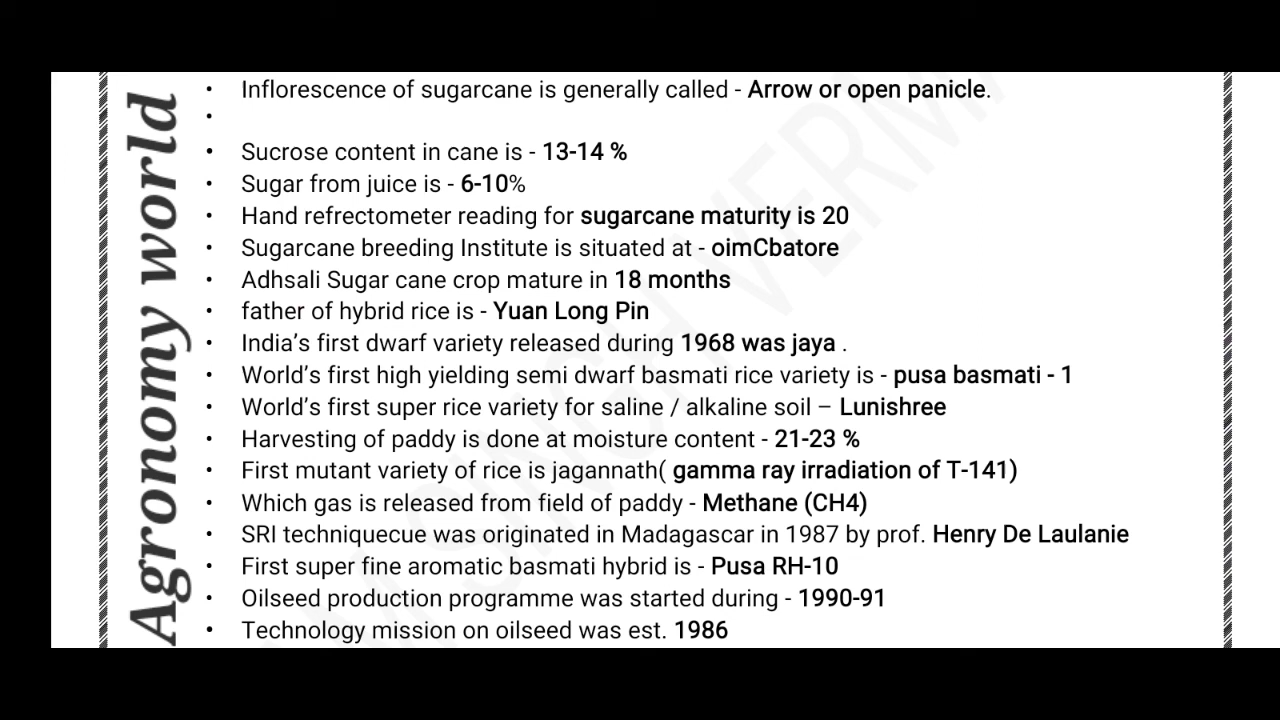 Agronomy world
• Inflorescence of sugarcane is generally called - Arrow or open panicle.
•
• Sucrose content in cane is - 13-14 %
• Sugar from juice is - 6-10%
• Hand refrectometer reading for sugarcane maturity is 20
• Sugarcane breeding Institute is situated at - oimCbatore
• Adhsali Sugar cane crop mature in 18 months
• father of hybrid rice is - Yuan Long Pin
• India’s first dwarf variety released during 1968 was jaya .
• World’s first high yielding semi dwarf basmati rice variety is - pusa basmati - 1
• World’s first super rice variety for saline / alkaline soil – Lunishree
• Harvesting of paddy is done at moisture content - 21-23 %
• First mutant variety of rice is jagannath( gamma ray irradiation of T-141)
• Which gas is released from field of paddy - Methane (CH4)
• SRI techniquecue was originated in Madagascar in 1987 by prof. Henry De Laulanie
• First super fine aromatic basmati hybrid is - Pusa RH-10
• Oilseed production programme was started during - 1990-91
• Technology mission on oilseed was est. 1986